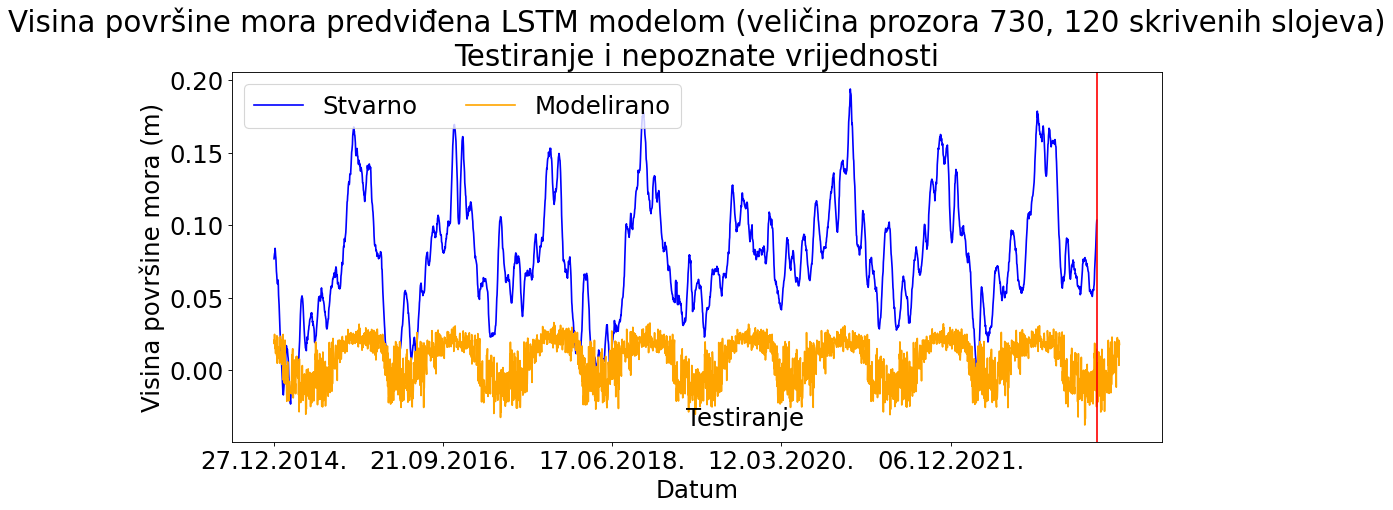 Visina površine mora predviđena LSTM modelom (veličina prozora 730, 120 skrivenih slojeva)
Testiranje i nepoznate vrijednosti
Stvarno Modelirano
Visina površine mora (m)
0.20
0.15
0.10
0.05
0.00
Testiranje
27.12.2014. 21.09.2016. 17.06.2018. 12.03.2020. 06.12.2021.
Datum